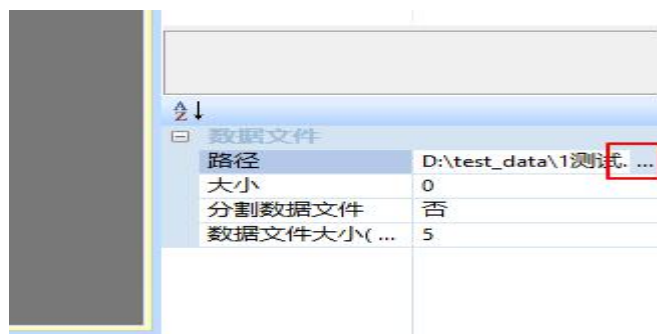 数据文件
路径 D:\test_data\1测试. ...
大小 0
分割数据文件 否
数据文件大小( ... 5